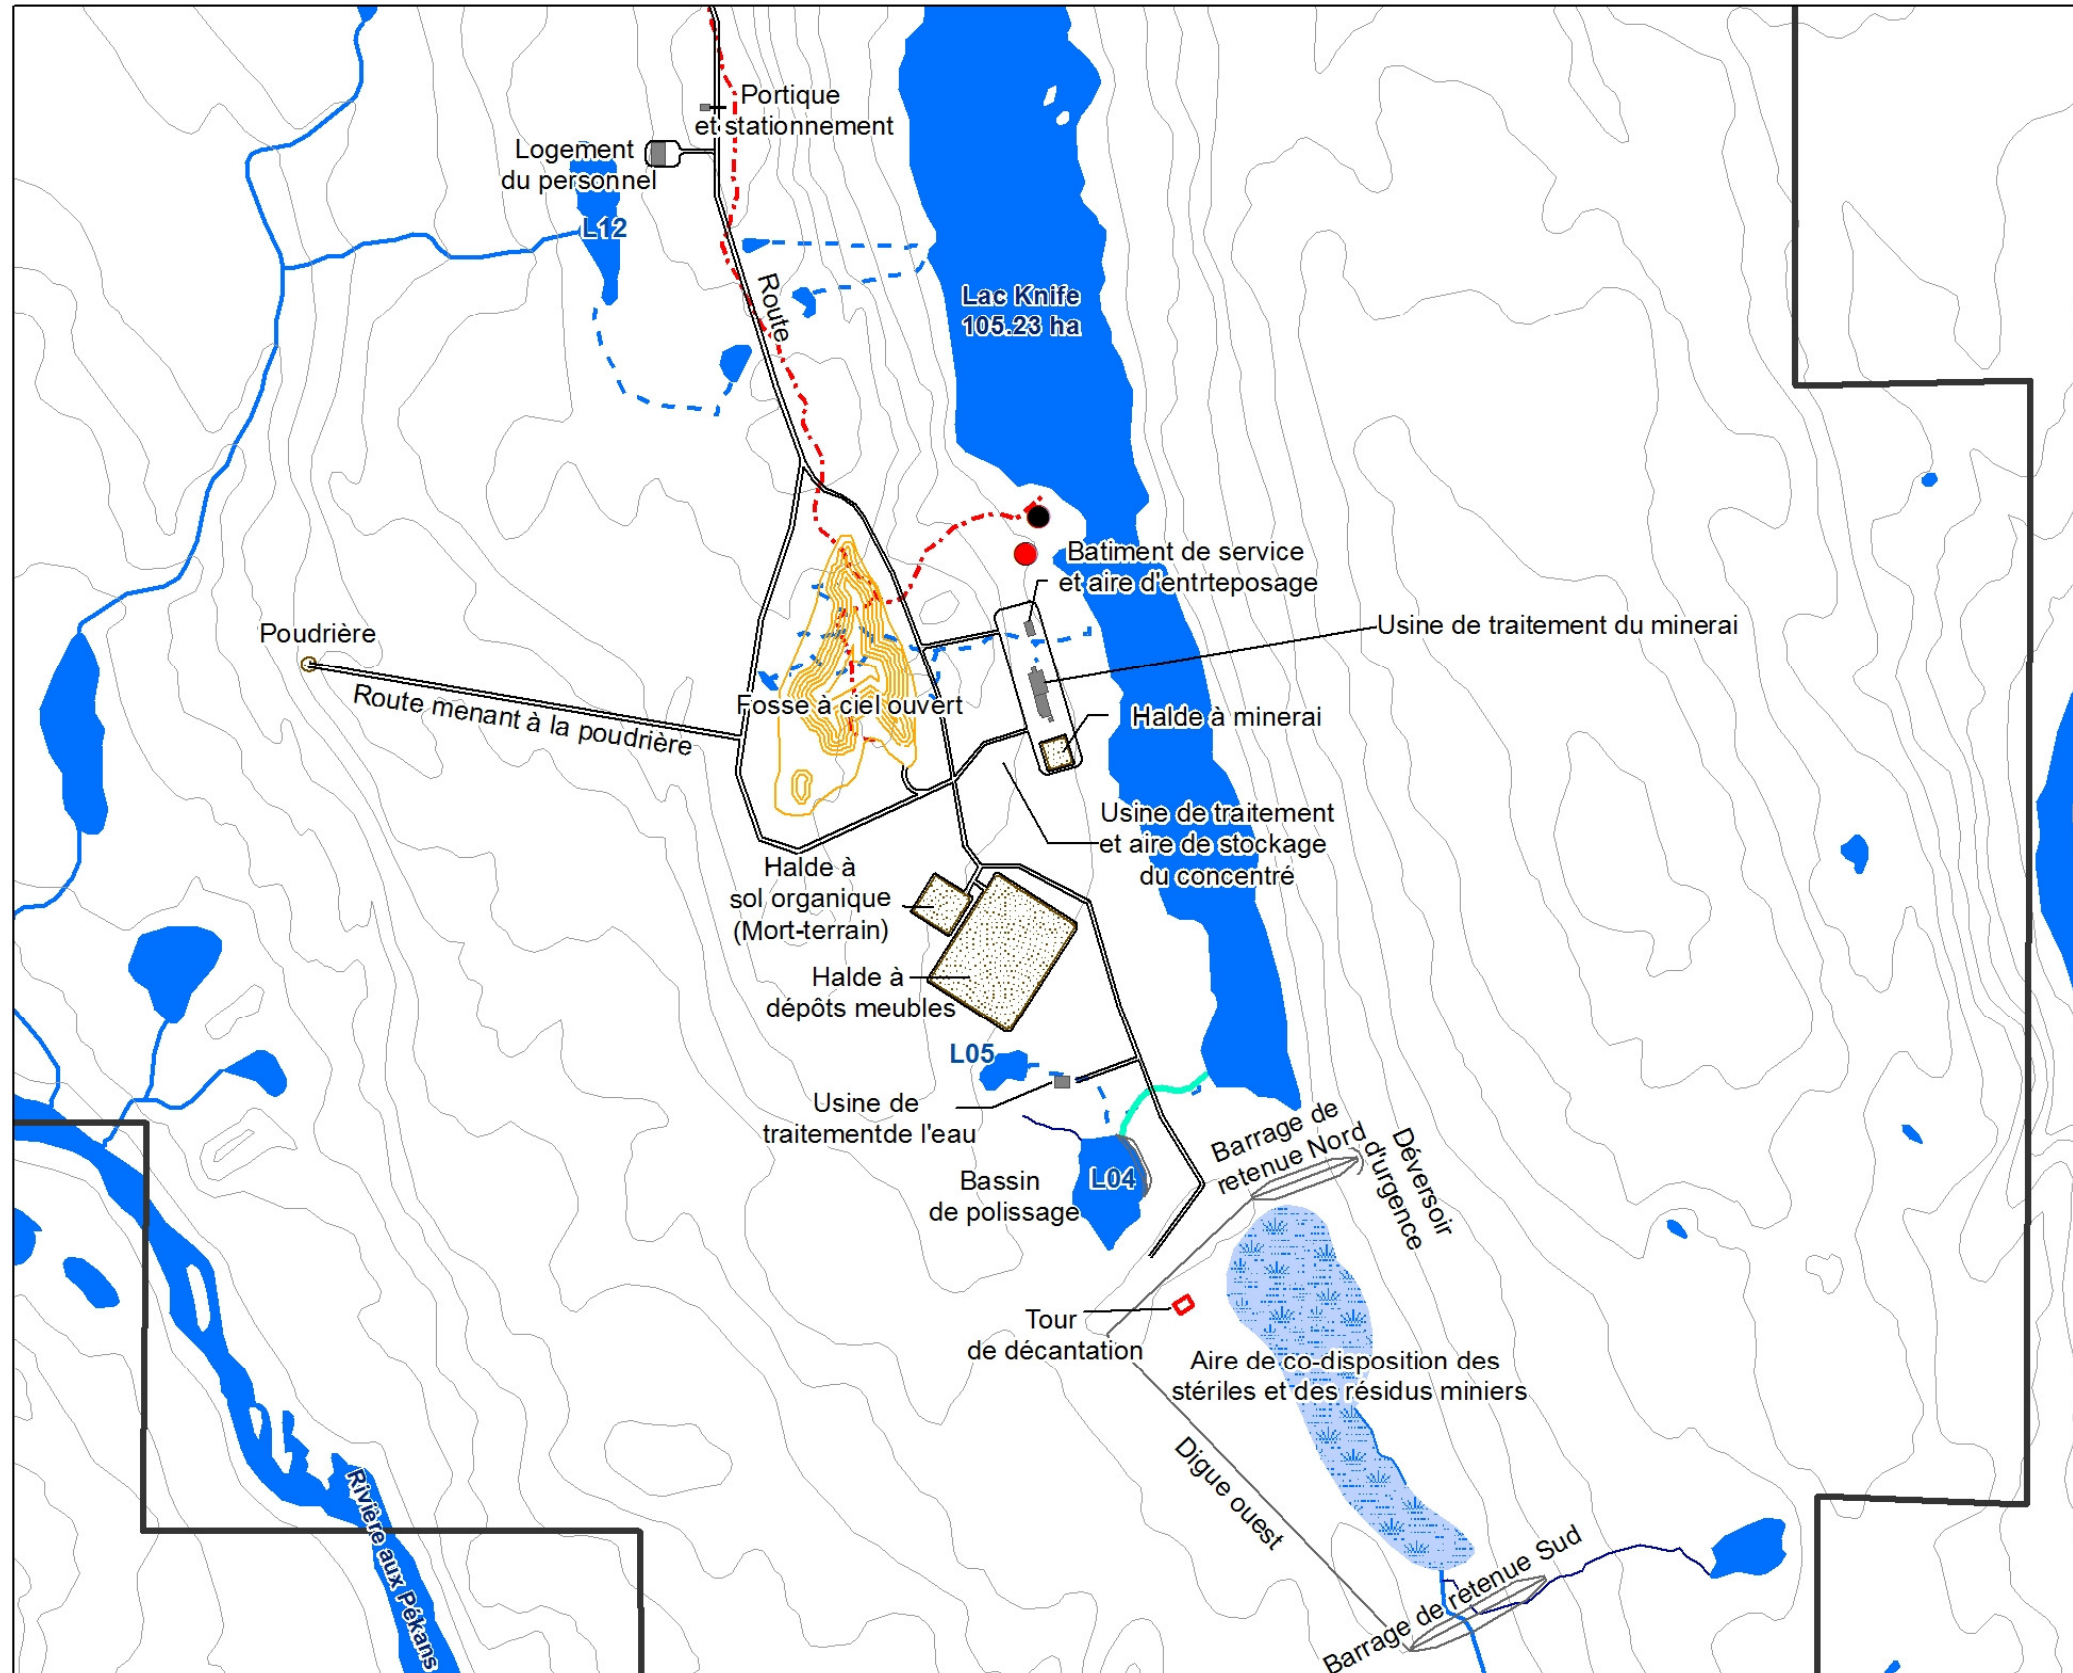 Portique
et stationnement
Logement
du personnel
L12
Route
Lac Knife
105.23 ha
Batiment de service
et aire d'entrteposage
Usine de traitement du minerai
Poudrière
Route menant à la poudrière
Fosse à ciel ouvert
Halde à minerai
Usine de traitement
et aire de stockage
du concentré
Halde à
sol organique
(Mort-terrain)
Halde à
dépôts meubles
L05
Usine de
traitementde l'eau
Barrage de
retenue Nord
Déversoir
d'urgence
L04
Bassin
de polissage
Tour
de décantation
Aire de co-disposition des
stériles et des résidus miniers
Digue ouest
Rivière aux Pékans
Barrage de retenue Sud